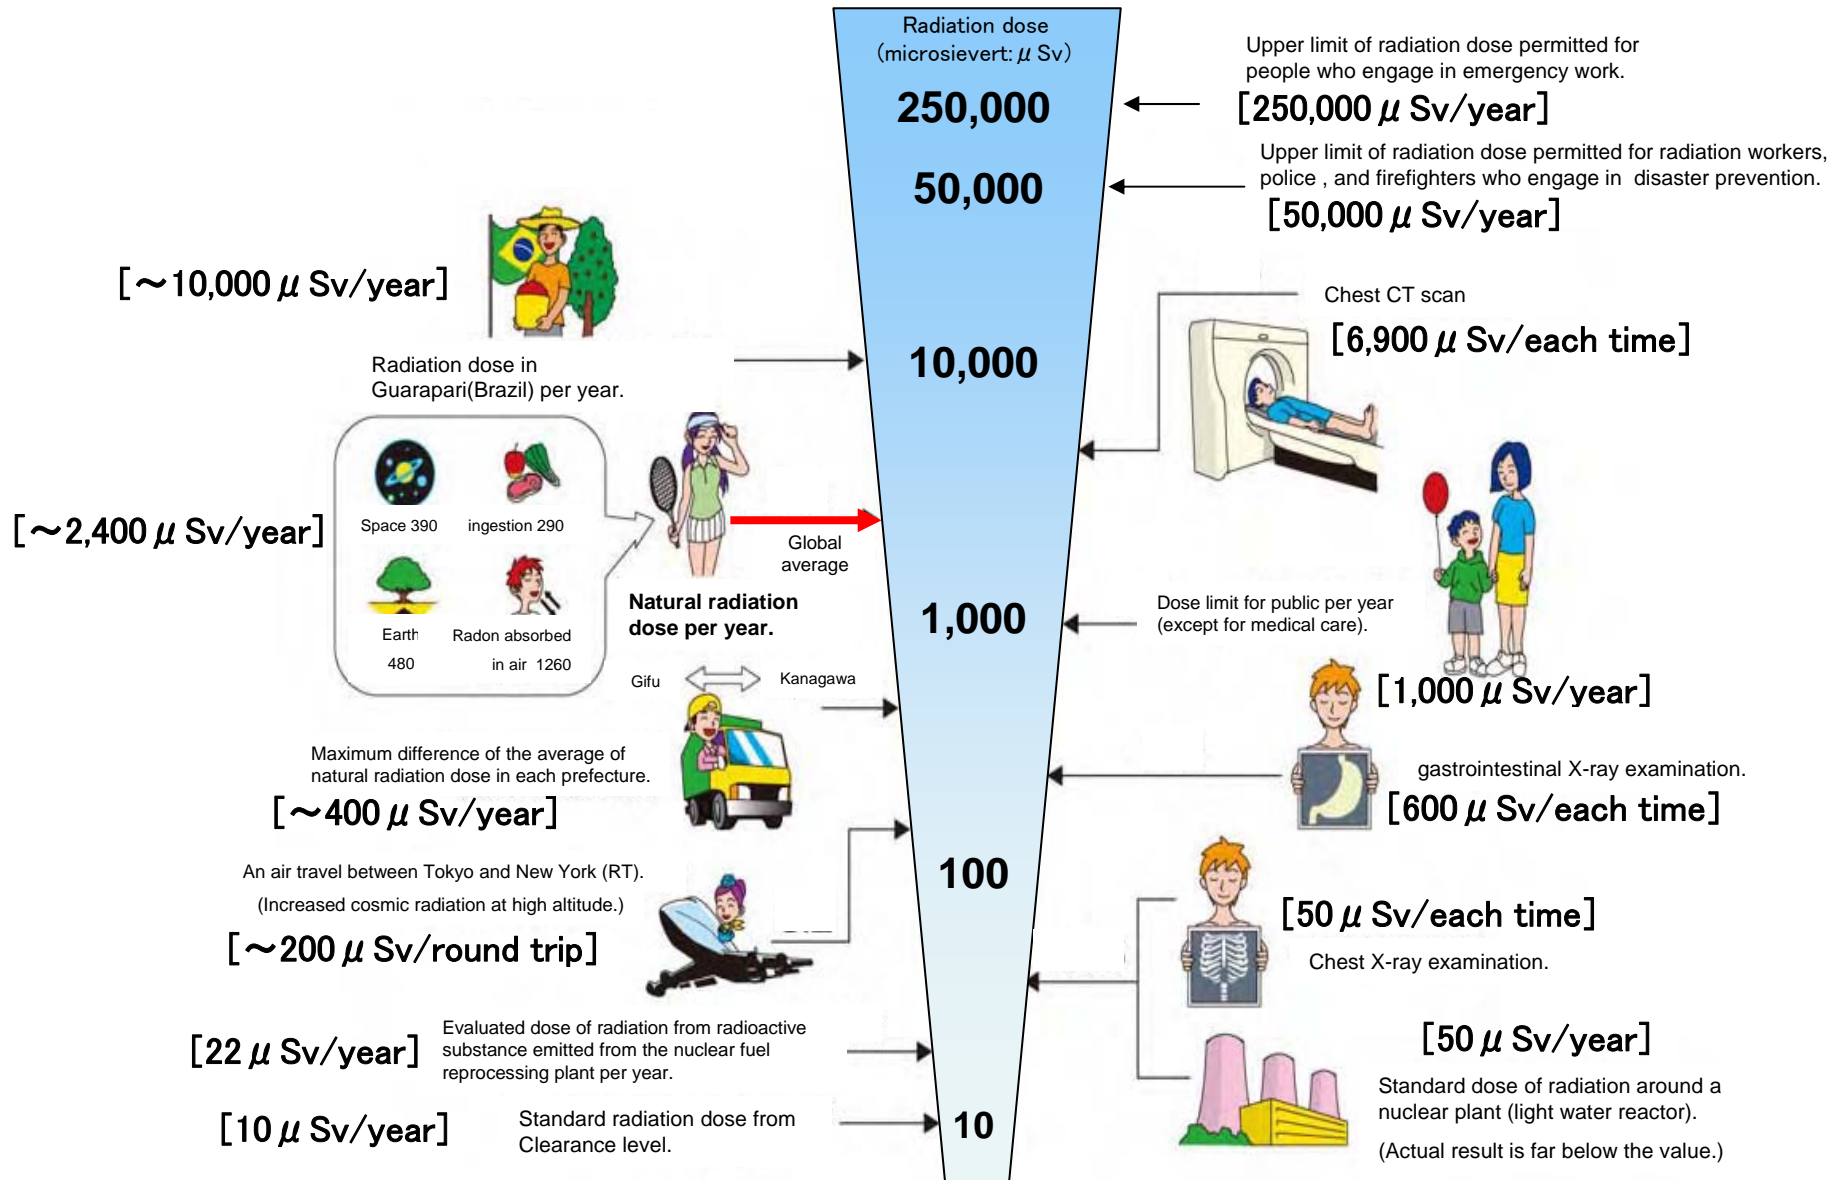 Radiation dose
(microsievert: μ Sv)
250,000
50,000
10,000
1,000
100
10
Upper limit of radiation dose permitted for
people who engage in emergency work.
[250,000 μ Sv/year]
Upper limit of radiation dose permitted for radiation workers,
police , and firefighters who engage in disaster prevention.
[50,000 μ Sv/year]
[~10,000 μ Sv/year]
Radiation dose in
Guarapari(Brazil) per year.
Chest CT scan
[6,900 μ Sv/each time]
[~2,400 μ Sv/year]
Space 390
ingestion 290
Earth
480
Radon absorbed
in air 1260
Global
average
Natural radiation
dose per year.
Dose limit for public per year
(except for medical care).
[1,000 μ Sv/year]
Gifu
Kanagawa
Maximum difference of the average of
natural radiation dose in each prefecture.
[~400 μ Sv/year]
gastrointestinal X-ray examination.
[600 μ Sv/each time]
An air travel between Tokyo and New York (RT).
(Increased cosmic radiation at high altitude.)
[~200 μ Sv/round trip]
[50 μ Sv/each time]
Chest X-ray examination.
[22 μ Sv/year]
Evaluated dose of radiation from radioactive
substance emitted from the nuclear fuel
reprocessing plant per year.
[50 μ Sv/year]
Standard dose of radiation around a
nuclear plant (light water reactor).
(Actual result is far below the value.)
[10 μ Sv/year]
Standard radiation dose from
Clearance level.